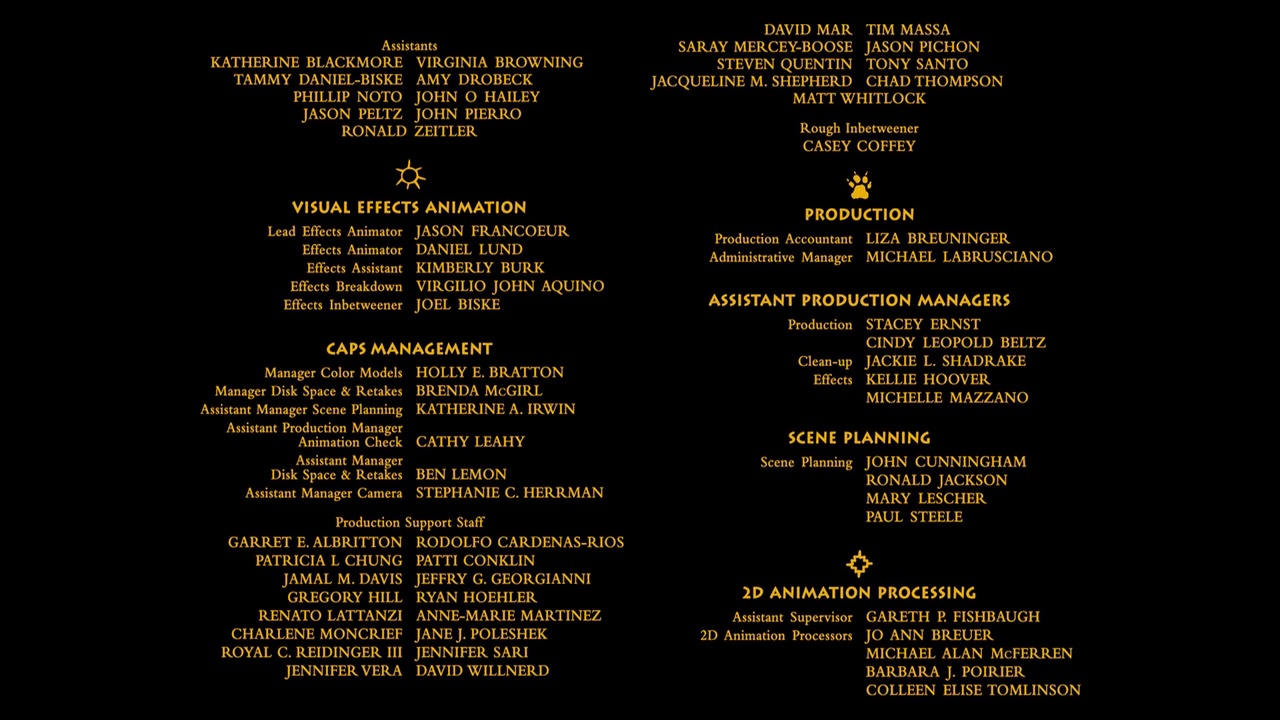 Assistants
KATHERINE BLACKMORE VIRGINIA BROWNING
TAMMY DANIEL-BISKE AMY DROBECK
PHILLIP NOTO JOHN O HAILEY
JASON PELTZ JOHN PIERRO
RONALD ZEITLER
VISUAL EFFECTS ANIMATION
Lead Effects Animator JASON FRANCOEUR
Effects Animator DANIEL LUND
Effects Assistant KIMBERLY BURK
Effects Breakdown VIRGILIO JOHN AQUINO
Effects Inbetweener JOEL BISKE
CAPS MANAGEMENT
Manager Color Models HOLLY E. BRATTON
Manager Disk Space & Retakes BRENDA McGIRL
Assistant Manager Scene Planning KATHERINE A. IRWIN
Assistant Production Manager
Animation Check CATHY LEAHY
Assistant Manager
Disk Space & Retakes BEN LEMON
Assistant Manager Camera STEPHANIE C. HERRMAN
Production Support Staff
GARRET E. ALBRITTON RODOLFO CARDENAS-RIOS
PATRICIA L CHUNG PATTI CONKLIN
JAMAL M. DAVIS JEFFRY G. GEORGIANNI
GREGORY HILL RYAN HOEHLER
RENATO LATTANZI ANNE-MARIE MARTINEZ
CHARLENE MONCRIEF JANE J. POLESHEK
ROYAL C. REIDINGER III JENNIFER SARI
JENNIFER VERA DAVID WILLNERD
DAVID MAR TIM MASSA
SARAY MERCEY-BOOSE JASON PICHON
STEVEN QUENTIN TONY SANTO
JACQUELINE M. SHEPHERD CHAD THOMPSON
MATT WHITLOCK
Rough Inbetweener
CASEY COFFEY
PRODUCTION
Production Accountant LIZA BREUNINGER
Administrative Manager MICHAEL LABRUSCIANO
ASSISTANT PRODUCTION MANAGERS
Production STACEY ERNST
CINDY LEOPOLD BELTZ
Clean-up JACKIE L. SHADRAKE
Effects KELLIE HOOVER
MICHELLE MAZZANO
SCENE PLANNING
Scene Planning JOHN CUNNINGHAM
RONALD JACKSON
MARY LESCHER
PAUL STEELE
2D ANIMATION PROCESSING
Assistant Supervisor GARETH P. FISHBAUGH
2D Animation Processors JO ANN BREUER
MICHAEL ALAN McFERREN
BARBARA J. POIRIER
COLLEEN ELISE TOMLINSON